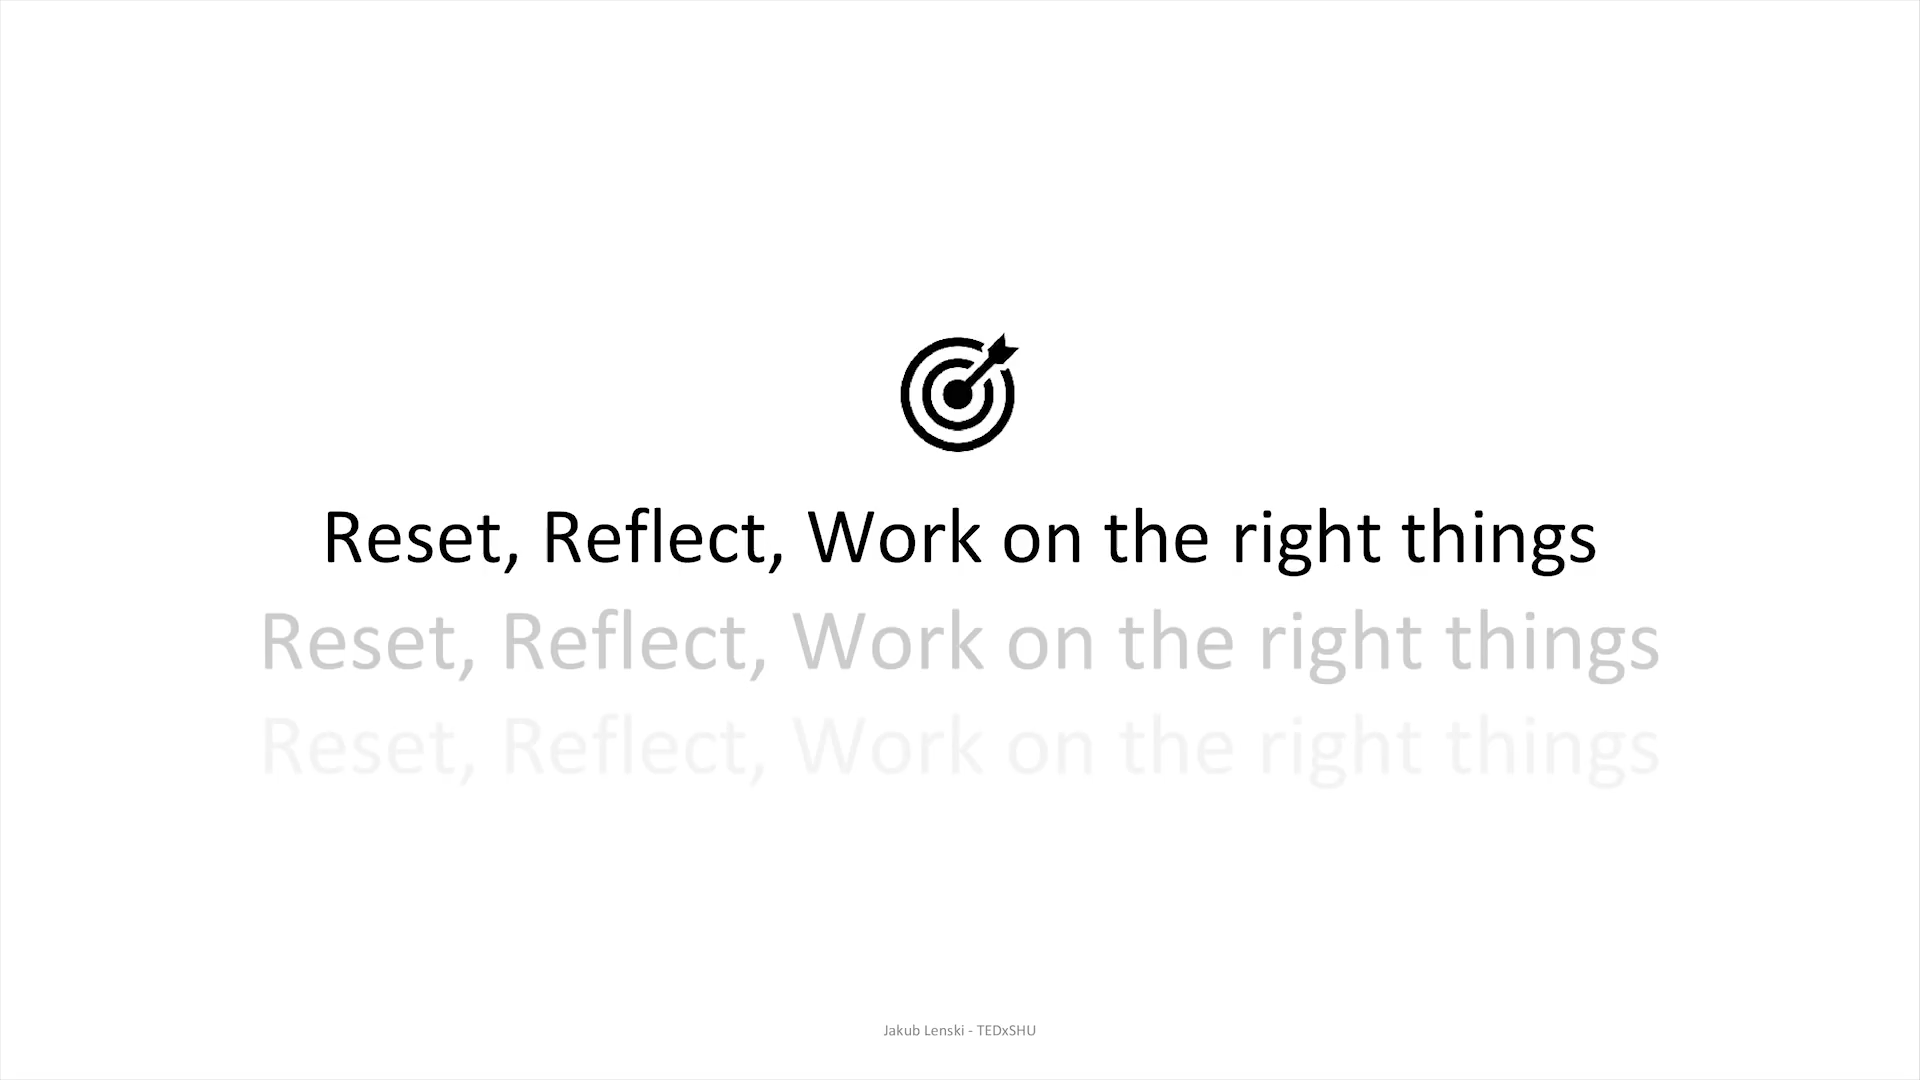 Reset, Reflect, Work on the right things
Reset, Reflect, Work on the right things
Reset, Reflect, Work on the right things
Jakub Lenski - TEDxSHU